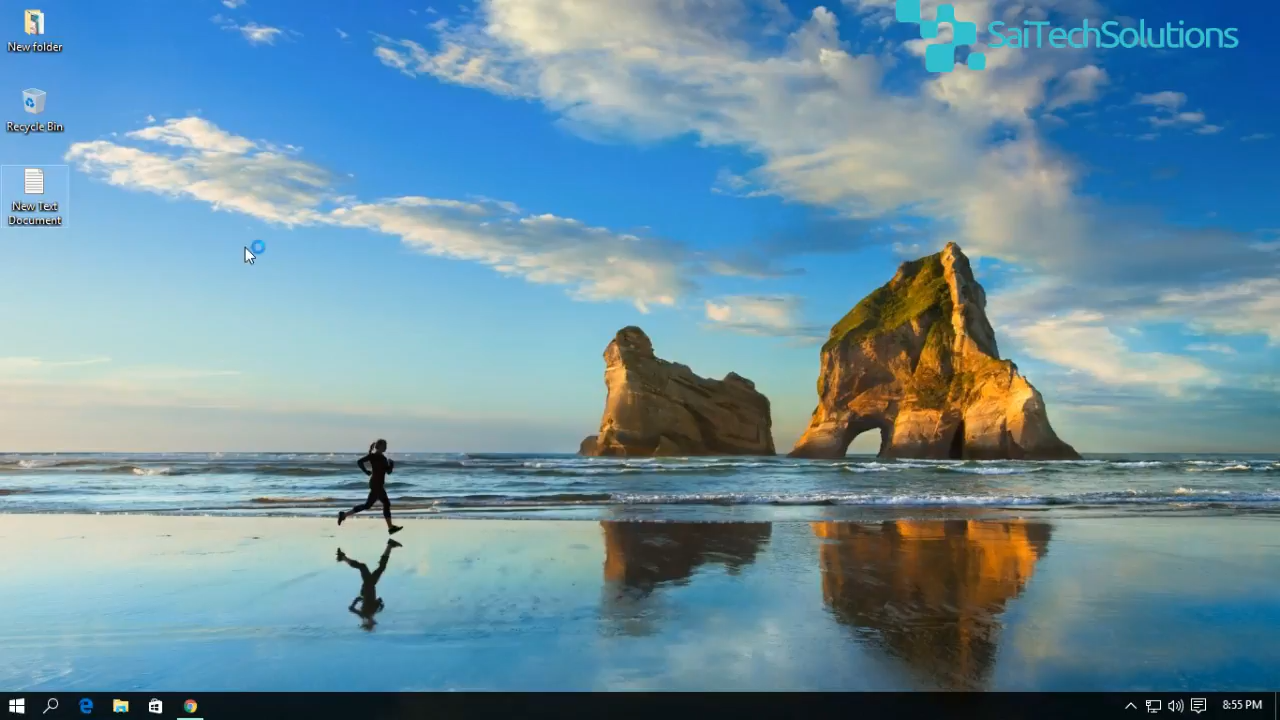 New folder
SaiTechSolutions
Recycle Bin
New Text
Document
8:55 PM